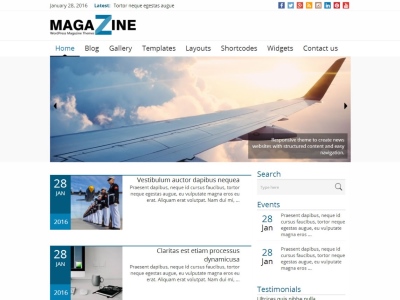 January 28, 2016 Latest: Tortor neque egestas augue
MAGAZINE
WordPress Magazine Themes
Home Blog Gallery Templates Layouts Shortcodes Widgets Contact us
Responsive theme to create news
websites with structured content and easy
navigation.
28
JAN
2016
Vestibulum auctor dapibus nequea
Praesent dapibus, neque id cursus faucibus, tortor
neque egestas augue, eu vulputate magna eros eu
erat. Aliquam erat volutpat. Nam dui mi, ...
28
JAN
2016
Claritas est etiam processus
dynamicusa
Praesent dapibus, neque id cursus faucibus, tortor
neque egestas augue, eu vulputate magna eros eu
erat. Aliquam erat volutpat. Nam dui mi, ...
Search
Type here
Events
28
Jan
Praesent dapibus, neque id
cursus faucibus, tortor neque
egestas augue, eu vulputate
magna eros ...
28
Jan
Praesent dapibus, neque id
cursus faucibus, tortor neque
egestas augue, eu vulputate
magna eros ...
Testimonials